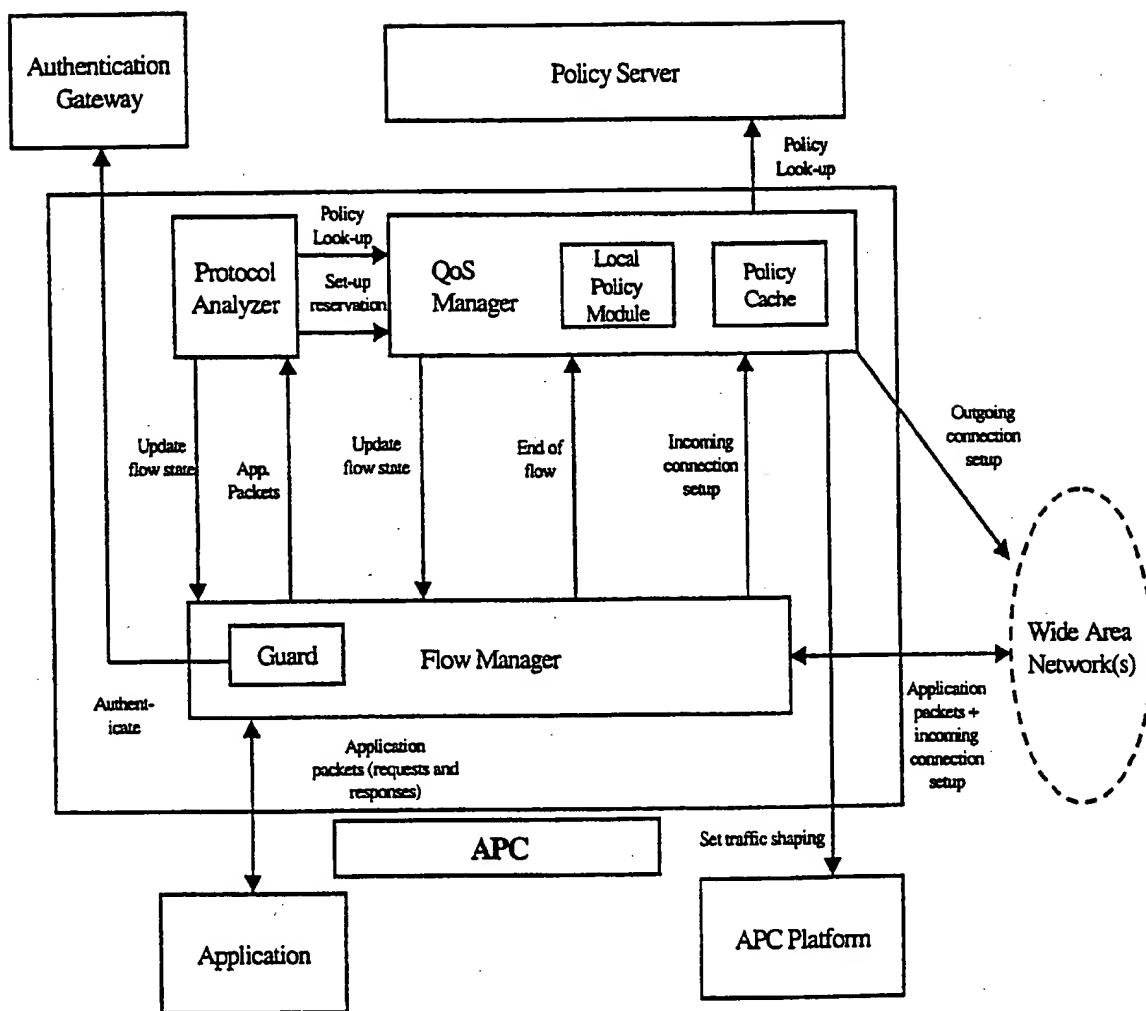 Authentication
Gateway
Policy Server
Policy
Look-up
Policy
Look-up
Set-up
reservation
Protocol
Analyzer
QoS
Manager
Local
Policy
Module
Policy
Cache
Update
flow state
App.
Packets
Update
flow state
End of
flow
Incoming
connection
setup
Outgoing
connection
setup
Guard
Flow Manager
Wide Area
Network(s)
Authent-
icate
Application
packets (requests and
responses)
Application
packets +
incoming
connection
setup
APC
Set traffic shaping
Application
APC Platform